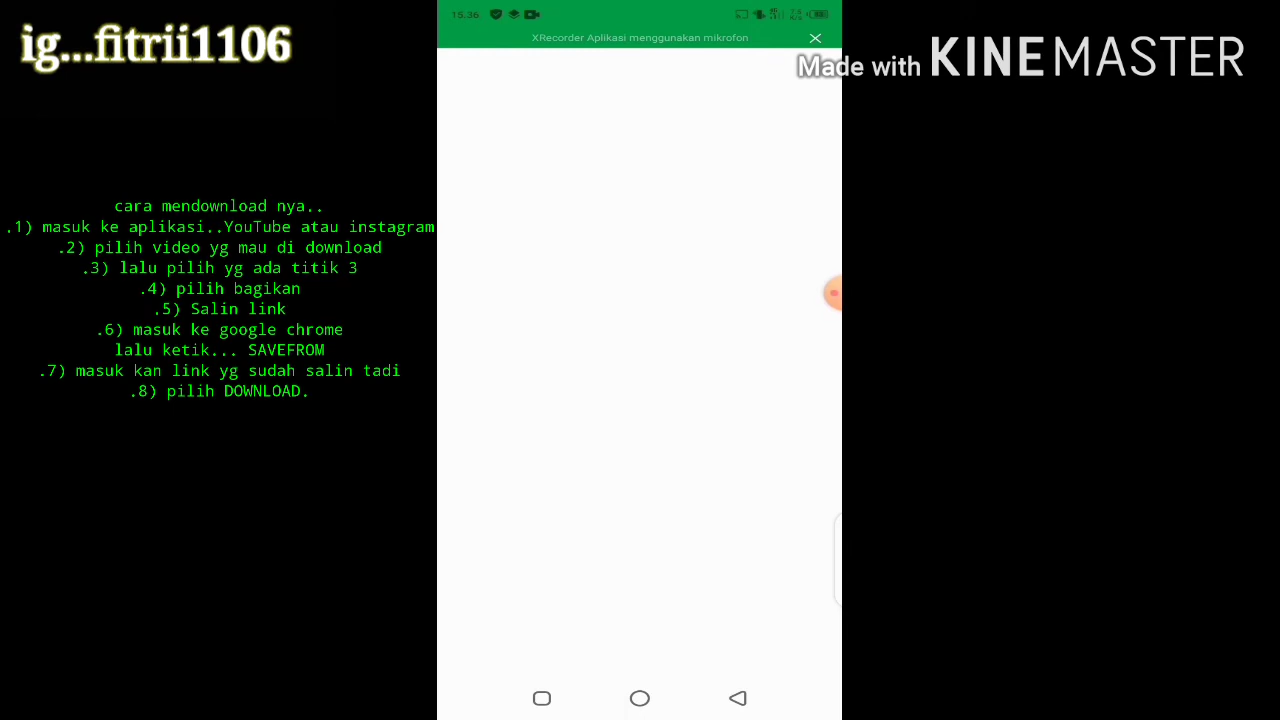 ig...fitrii1106
15.36
XRecorder Aplikasi menggunakan mikrofon
Made with KINEMASTER
cara mendownload nya..
.1) masuk ke aplikasi..YouTube atau instagram
.2) pilih video yg mau di download
.3) lalu pilih yg ada titik 3
.4) pilih bagikan
.5) Salin link
.6) masuk ke google chrome
lalu ketik... SAVEFROM
.7) masuk kan link yg sudah salin tadi
.8) pilih DOWNLOAD.